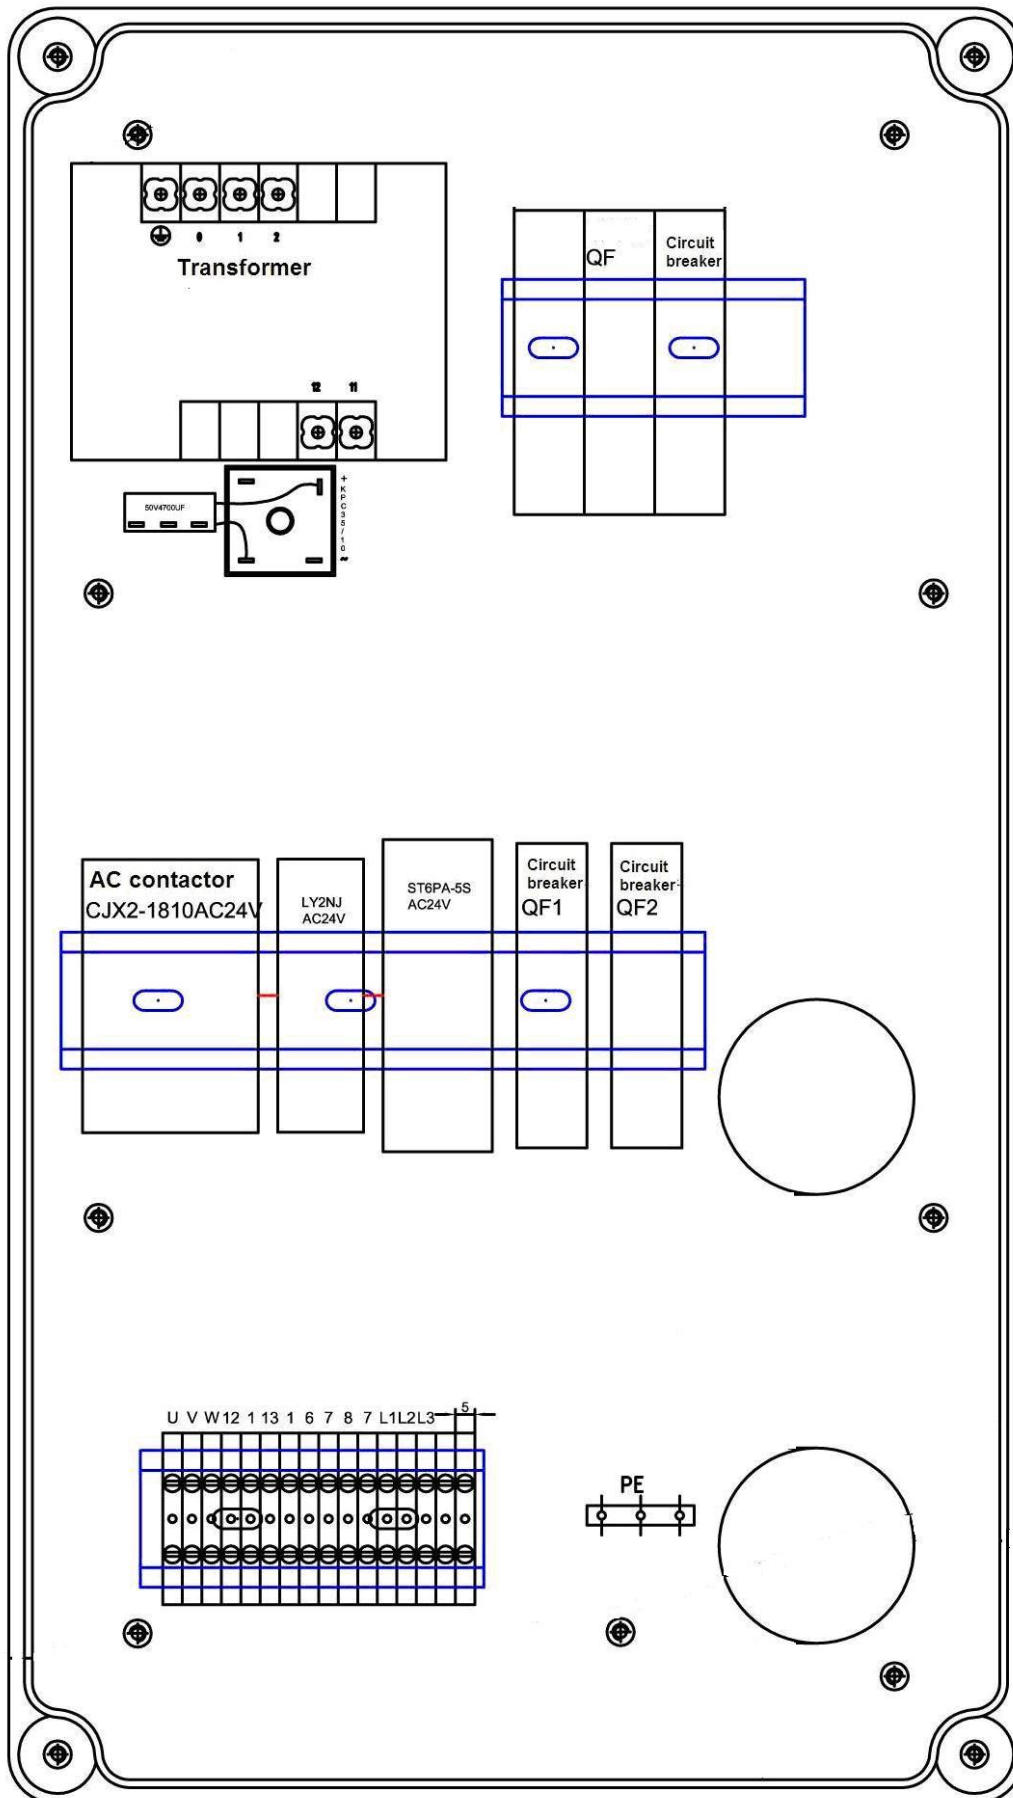 0 1 2
Transformer
12 11
QF
Circuit
breaker
50V4700UF
+KPC35/10~
AC contactor
CJX2-1810AC24V
LY2NJ
AC24V
ST6PA-5S
AC24V
Circuit
breaker
QF1
Circuit
breaker
QF2
U V W 12 1 13 1 6 7 8 7 L1 L2 L3 5
PE